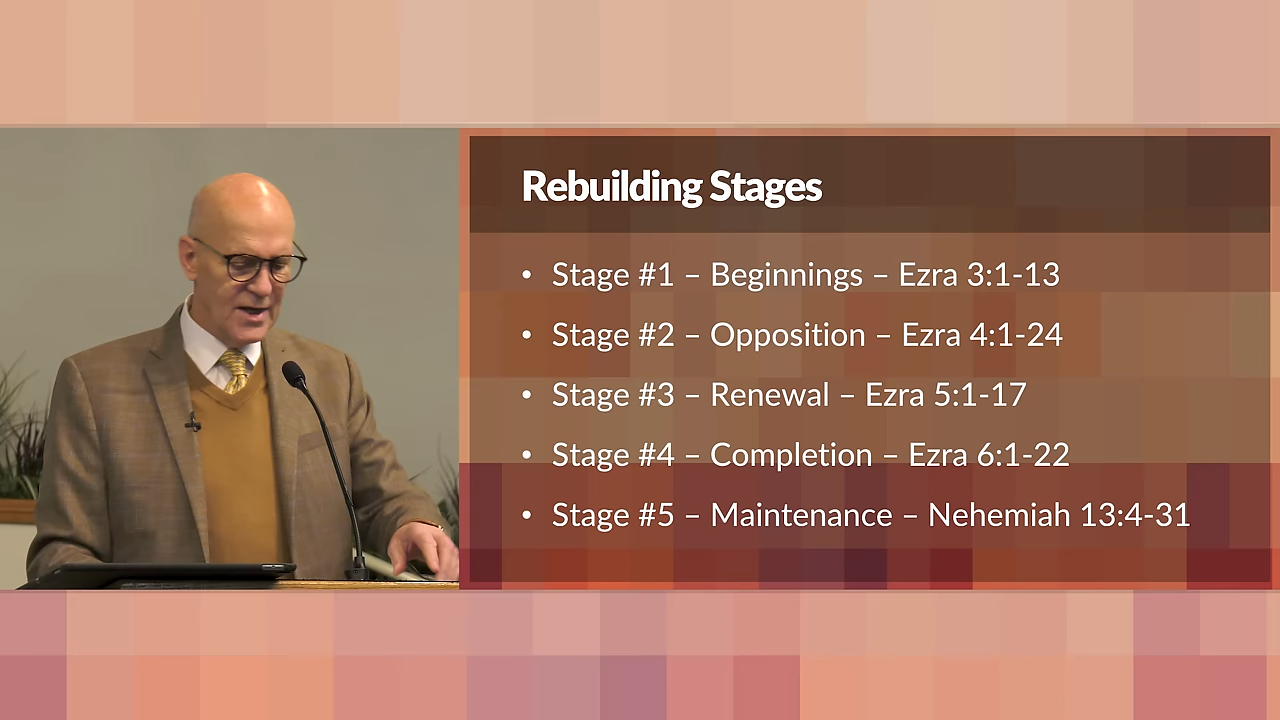 Rebuilding Stages
• Stage #1 – Beginnings – Ezra 3:1-13
• Stage #2 – Opposition – Ezra 4:1-24
• Stage #3 – Renewal – Ezra 5:1-17
• Stage #4 – Completion – Ezra 6:1-22
• Stage #5 – Maintenance – Nehemiah 13:4-31